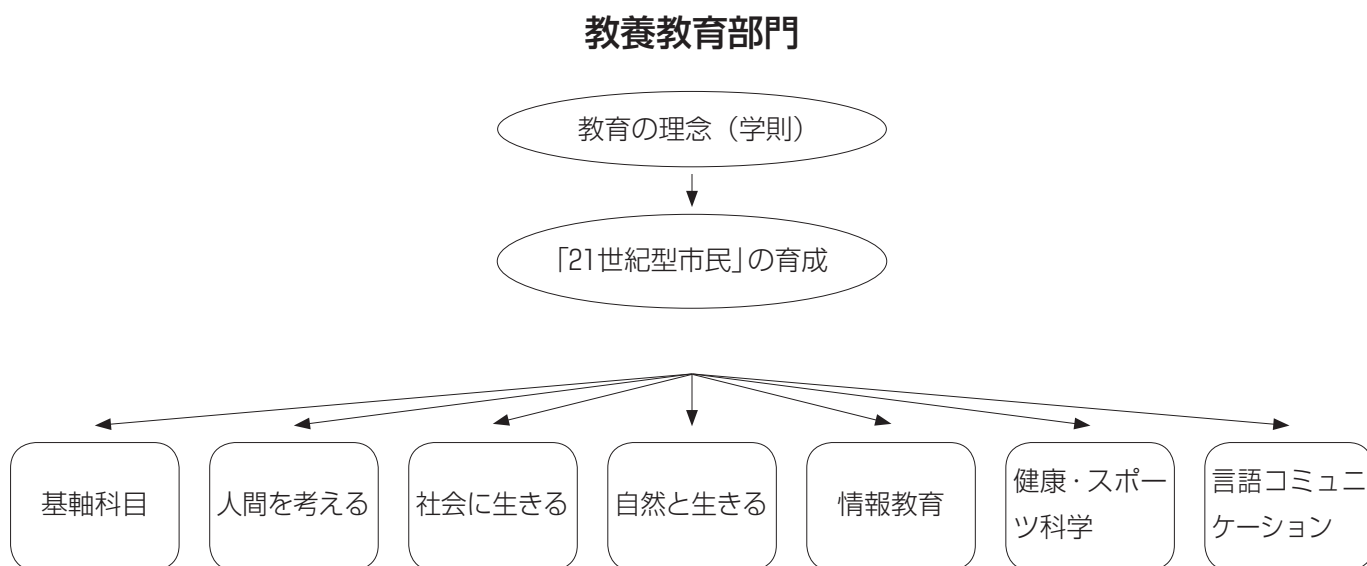 教養教育部門
教育の理念（学則）
「21世紀型市民」の育成
基軸科目
人間を考える
社会に生きる
自然と生きる
情報教育
健康・スポー
ツ科学
言語コミュニ
ケーション